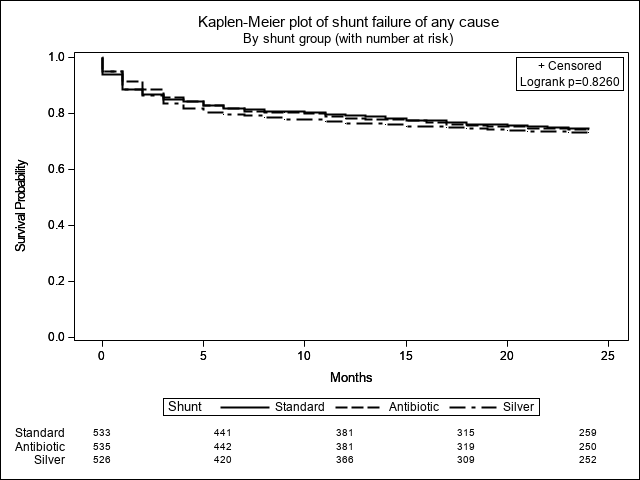 Kaplen-Meier plot of shunt failure of any cause
By shunt group (with number at risk)
+ Censored
Logrank p=0.8260
1.0
0.8
0.6
0.4
0.2
0.0
Survival Probability
0 5 10 15 20 25
Months
Shunt Standard Antibiotic Silver
Standard 533 441 381 315 259
Antibiotic 535 442 381 319 250
Silver 526 420 366 309 252